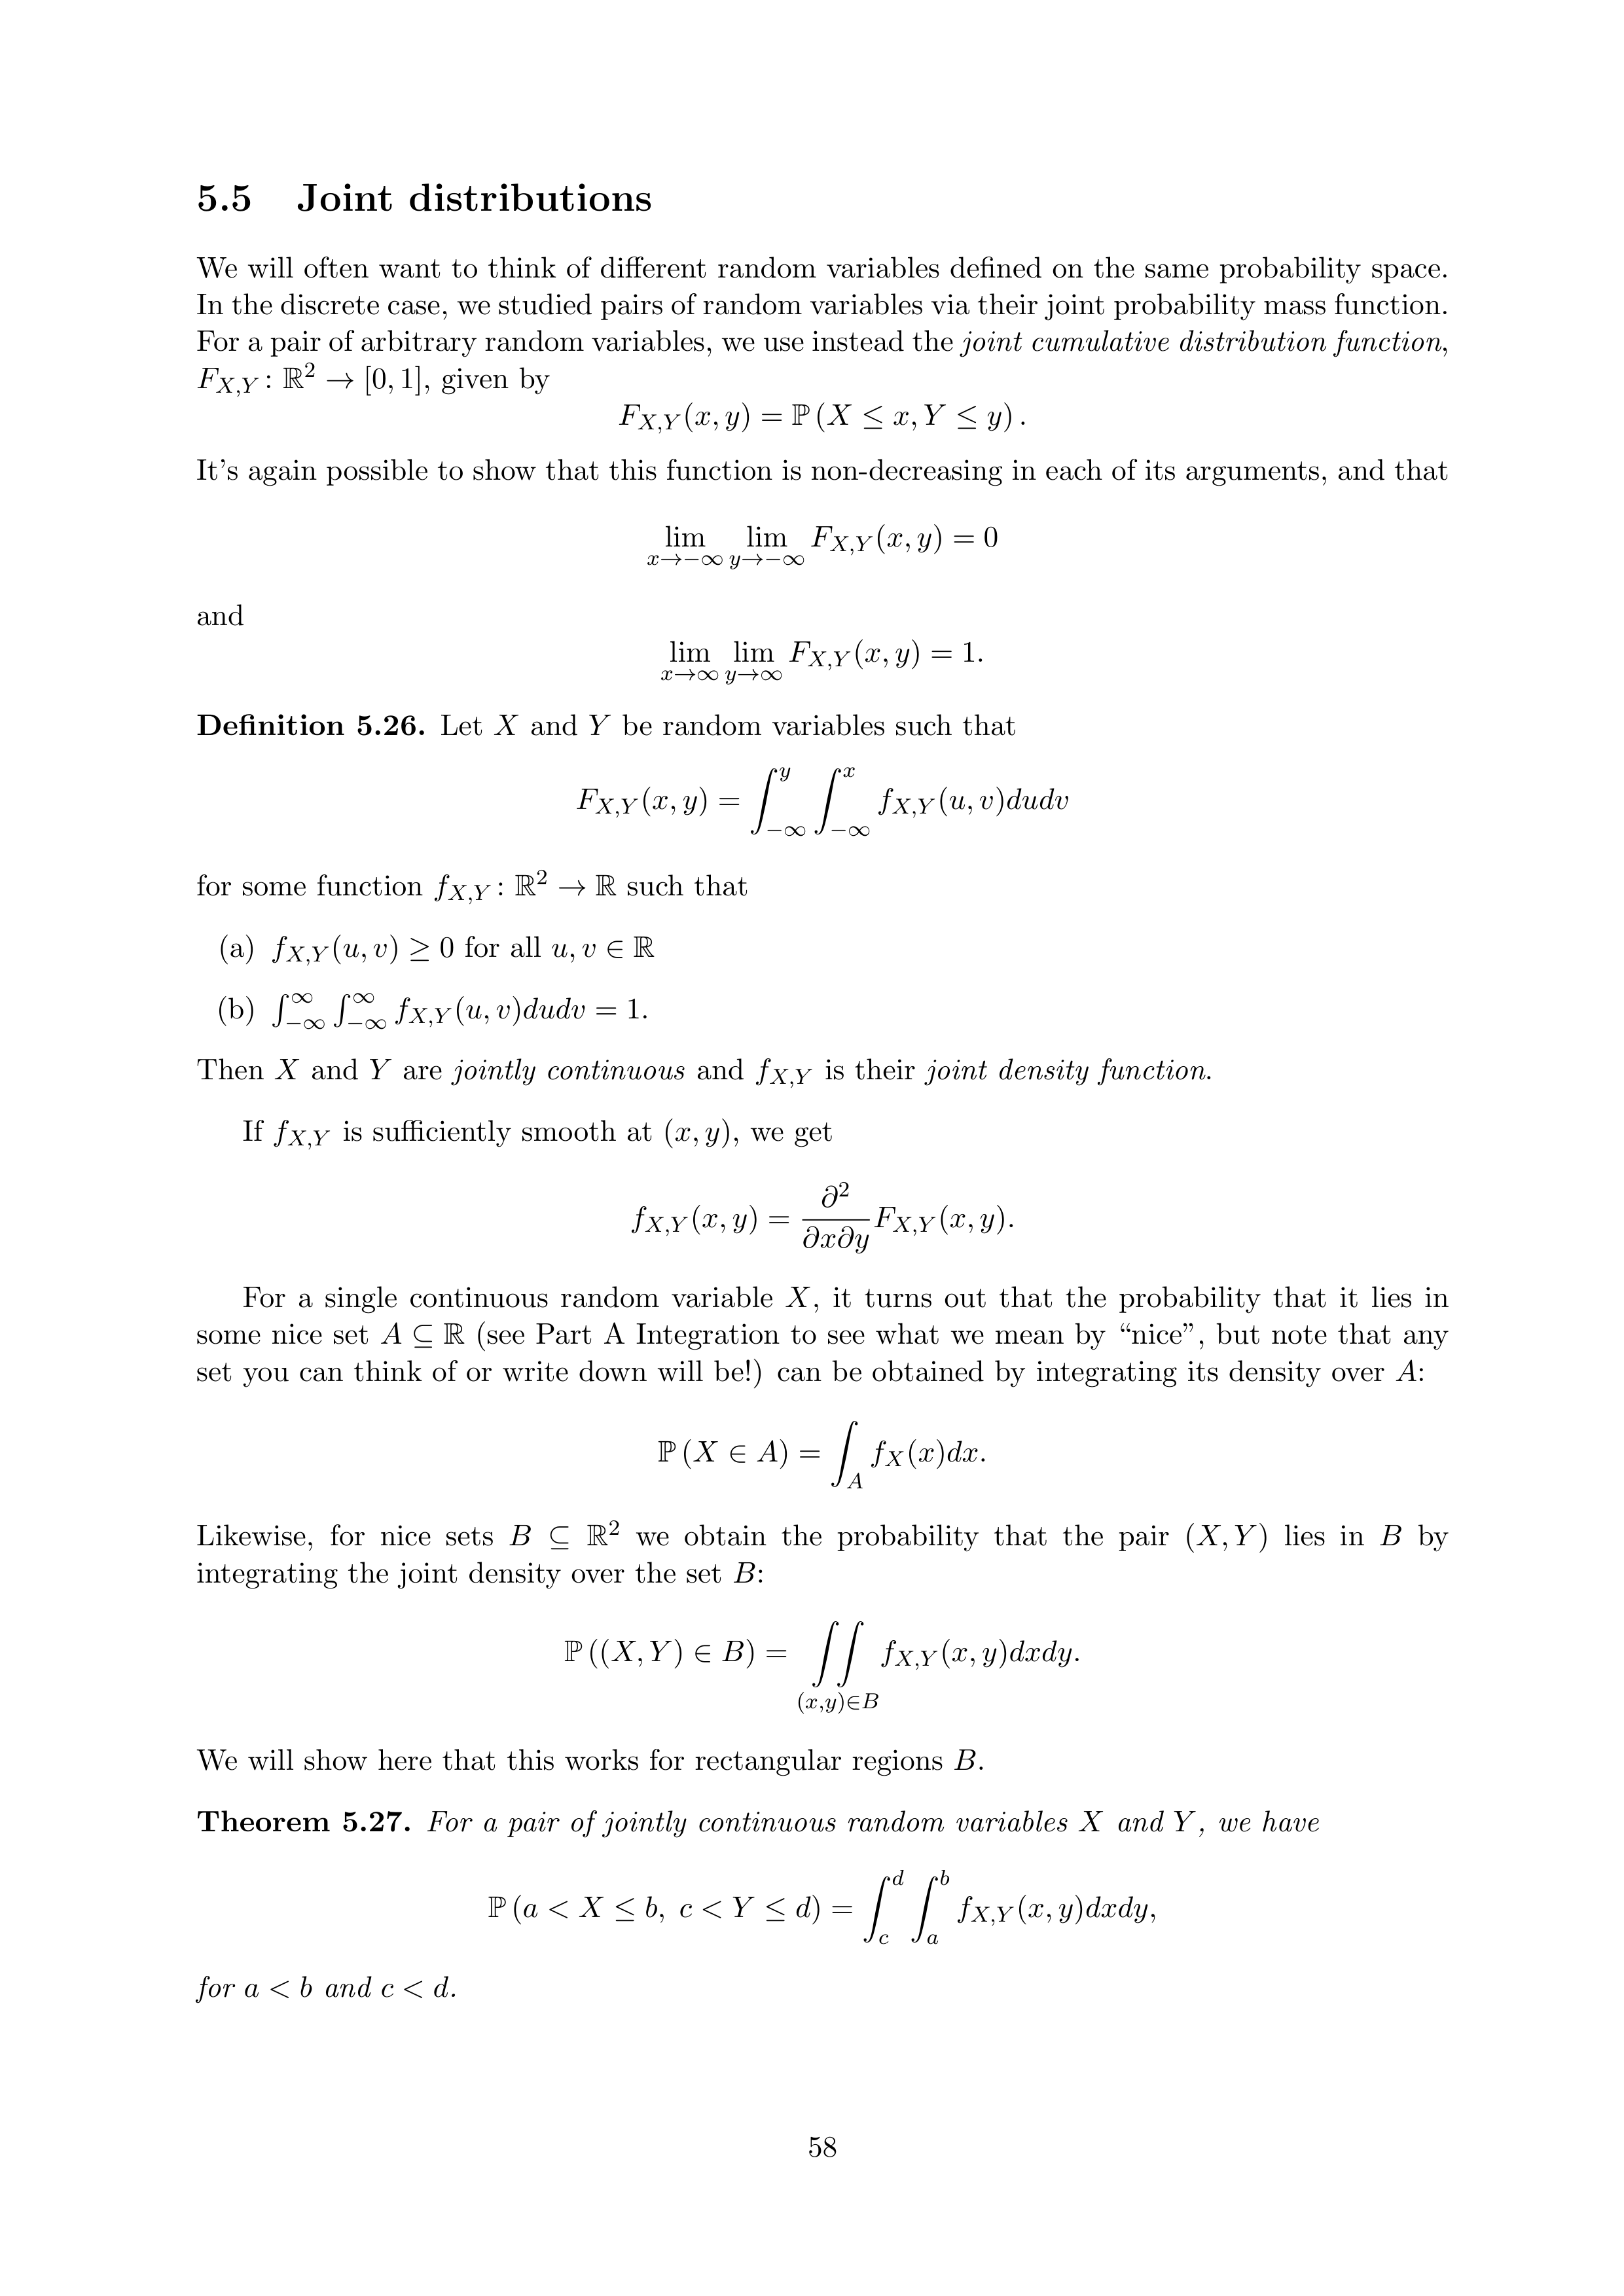 5.5 Joint distributions
We will often want to think of different random variables defined on the same probability space.
In the discrete case, we studied pairs of random variables via their joint probability mass function.
For a pair of arbitrary random variables, we use instead the joint cumulative distribution function,
$F_{X,Y} : \mathbb{R}^2 \to [0, 1]$, given by
$F_{X,Y}(x, y) = \mathbb{P}(X \leq x, Y \leq y).$
It's again possible to show that this function is non-decreasing in each of its arguments, and that
$\lim_{x \to -\infty} \lim_{y \to -\infty} F_{X,Y}(x, y) = 0$
and
$\lim_{x \to \infty} \lim_{y \to \infty} F_{X,Y}(x, y) = 1.$
Definition 5.26. Let $X$ and $Y$ be random variables such that
$F_{X,Y}(x, y) = \int_{-\infty}^{y} \int_{-\infty}^{x} f_{X,Y}(u, v) du dv$
for some function $f_{X,Y} : \mathbb{R}^2 \to \mathbb{R}$ such that
(a) $f_{X,Y}(u, v) \geq 0$ for all $u, v \in \mathbb{R}$
(b) $\int_{-\infty}^{\infty} \int_{-\infty}^{\infty} f_{X,Y}(u, v) du dv = 1.$
Then $X$ and $Y$ are jointly continuous and $f_{X,Y}$ is their joint density function.
If $f_{X,Y}$ is sufficiently smooth at $(x, y)$, we get
$f_{X,Y}(x, y) = \frac{\partial^2}{\partial x \partial y} F_{X,Y}(x, y).$
For a single continuous random variable $X$, it turns out that the probability that it lies in
some nice set $A \subseteq \mathbb{R}$ (see Part A Integration to see what we mean by “nice”, but note that any
set you can think of or write down will be!) can be obtained by integrating its density over $A$:
$\mathbb{P}(X \in A) = \int_A f_X(x) dx.$
Likewise, for nice sets $B \subseteq \mathbb{R}^2$ we obtain the probability that the pair $(X, Y)$ lies in $B$ by
integrating the joint density over the set $B$:
$\mathbb{P}((X, Y) \in B) = \iint_{(x,y) \in B} f_{X,Y}(x, y) dx dy.$
We will show here that this works for rectangular regions $B$.
Theorem 5.27. For a pair of jointly continuous random variables $X$ and $Y$, we have
$\mathbb{P}(a < X \leq b, \ c < Y \leq d) = \int_c^d \int_a^b f_{X,Y}(x, y) dx dy,$
for $a < b$ and $c < d$.
58